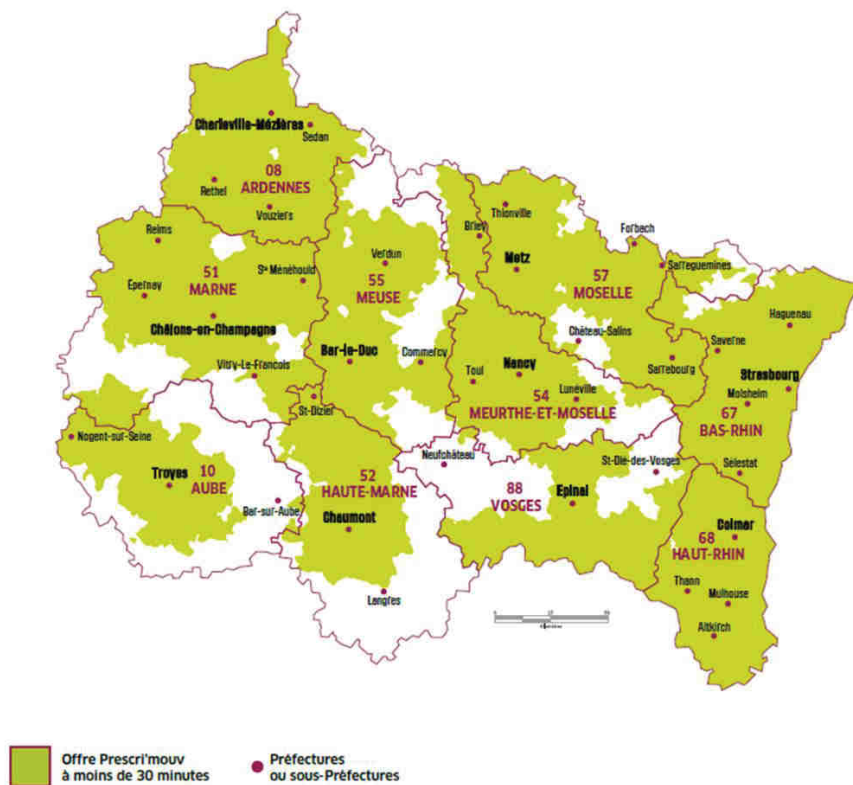 Charleville-Mézières
Sedan
08
ARDENNES
Rethel
Vouziers
Reims
51
MARNE
Ste Ménéhould
Épernay
Châlons-en-Champagne
Vitry-Le-François
Verdun
55
MEUSE
Bar-le-Duc
Commercy
Thionville
Briey
Metz
Forbach
57
MOSELLE
Sarreguemines
Château-Salins
Sarrebourg
Haguenau
Saverne
Strasbourg
Molsheim
67
BAS-RHIN
Sélestat
Toul
Nancy
Lunéville
54
MEURTHE-ET-MOSELLE
St-Dizier
Nogent-sur-Seine
Troyes
10
AUBE
Bar-sur-Aube
52
HAUTE-MARNE
Chaumont
Langres
Neufchâteau
88
VOSGES
Epinal
St-Dié-des-Vosges
Colmar
68
HAUT-RHIN
Thann
Mulhouse
Altkirch
Offre Prescri'mouv
à moins de 30 minutes
Préfectures
ou sous-Préfectures